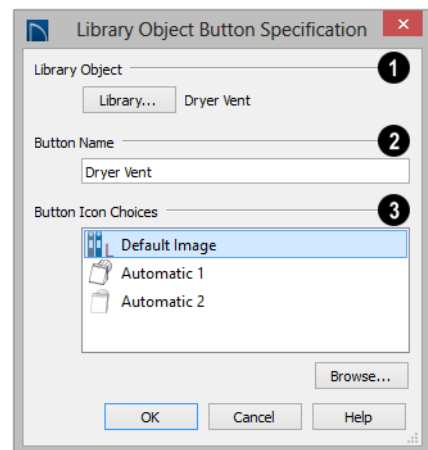 Library Object Button Specification
Library Object 1
Library... Dryer Vent
Button Name 2
Dryer Vent
Button Icon Choices 3
L Default Image
Automatic 1
Automatic 2
Browse...
OK Cancel Help